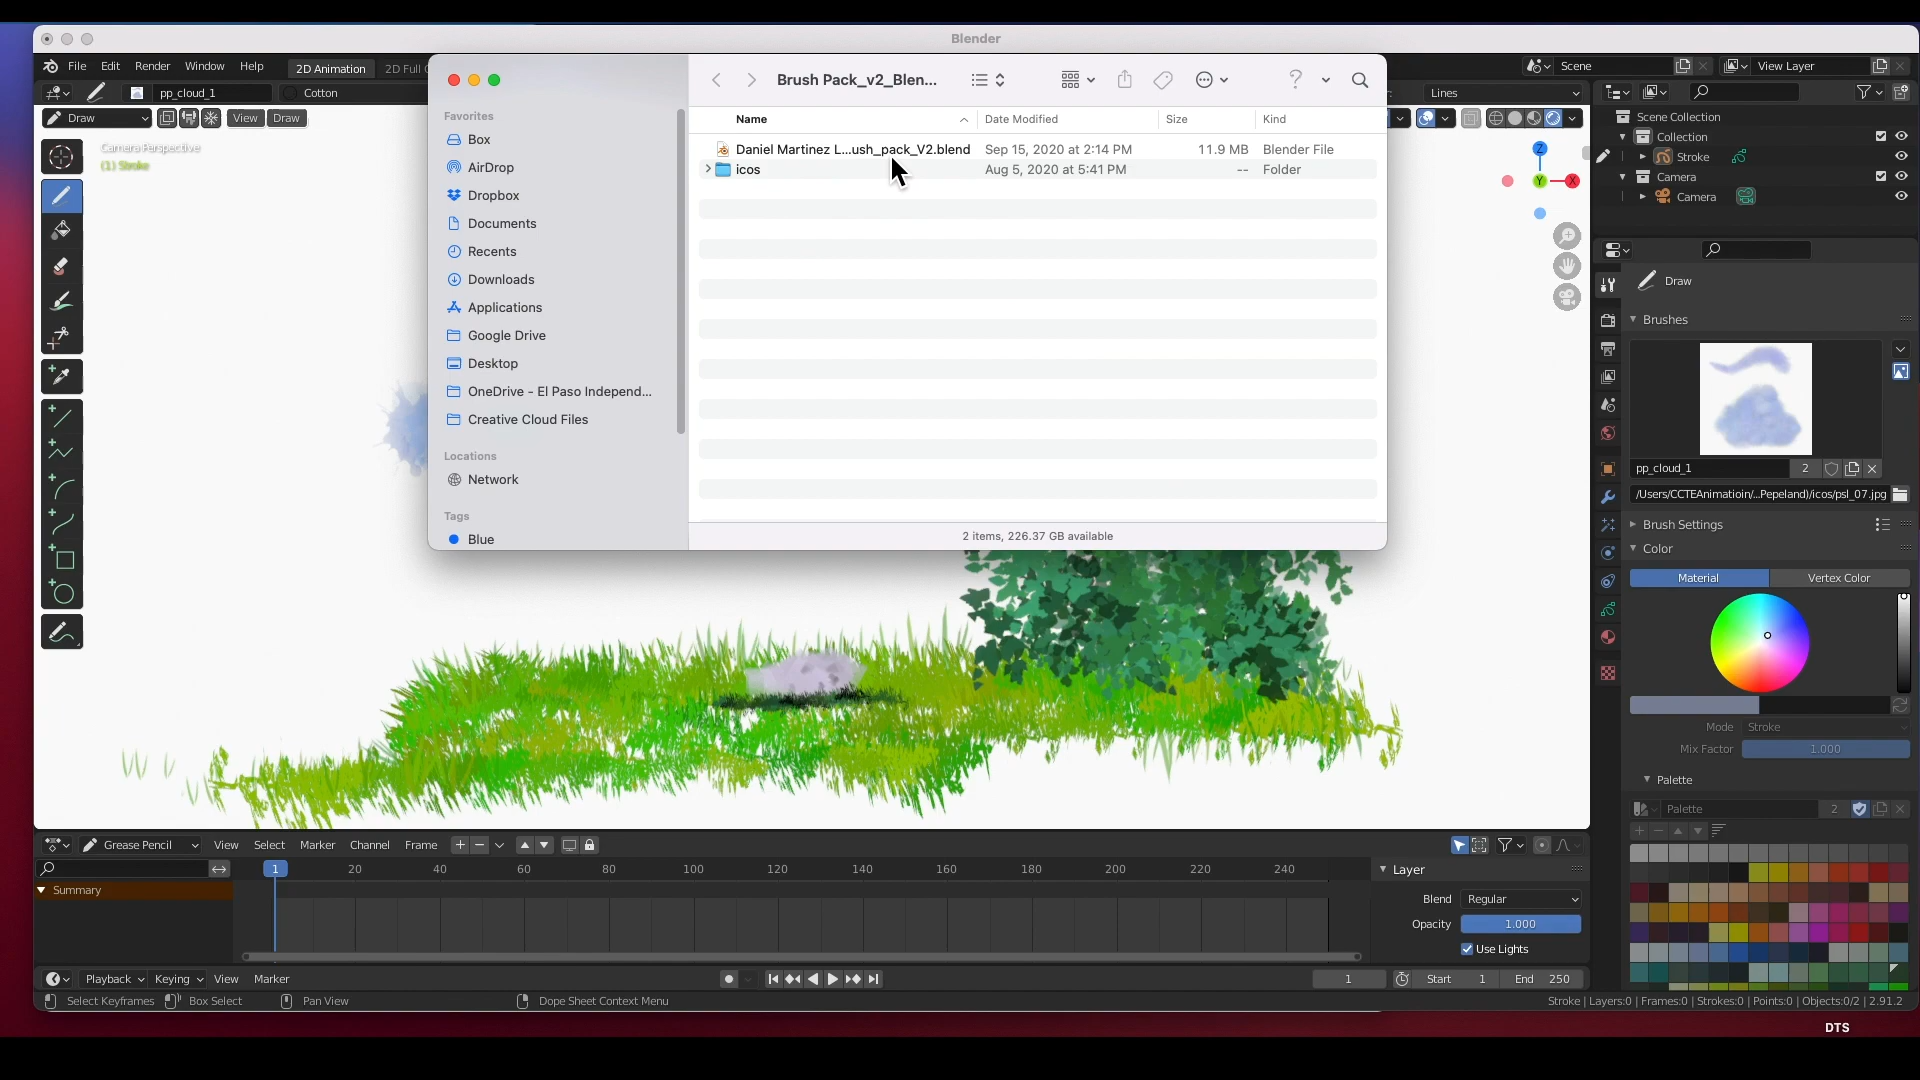 Blender
File Edit Render Window Help 2D Animation 2D Full Scene View Layer
pp_cloud_1 Cotton Lines
Draw View Draw
Camera Perspective
(1) Stroke
Brush Pack_v2_Blen...
Favorites
Box
AirDrop
Dropbox
Documents
Recents
Downloads
Applications
Google Drive
Desktop
OneDrive - El Paso Independ...
Creative Cloud Files
Locations
Network
Tags
Blue
Name Date Modified Size Kind
Daniel Martinez L...ush_pack_V2.blend Sep 15, 2020 at 2:14 PM 11.9 MB Blender File
icos Aug 5, 2020 at 5:41 PM -- Folder
2 items, 226.37 GB available
Z
Y X
Scene Collection
Collection
Stroke
Camera
Camera
Draw
Brushes
pp_cloud_1 2
/Users/CCTEAnimatioin/...Pepeland)/icos/psl_07.jpg
Brush Settings
Color
Material Vertex Color
Mode Stroke
Mix Factor 1.000
Palette
Palette 2
Grease Pencil View Select Marker Channel Frame
1 20 40 60 80 100 120 140 160 180 200 220 240
Summary
Layer
Blend Regular
Opacity 1.000
Use Lights
Playback Keying View Marker 1 Start 1 End 250
Select Keyframes Box Select Pan View Dope Sheet Context Menu Stroke | Layers:0 | Frames:0 | Strokes:0 | Points:0 | Objects:0/2 | 2.91.2
DTS